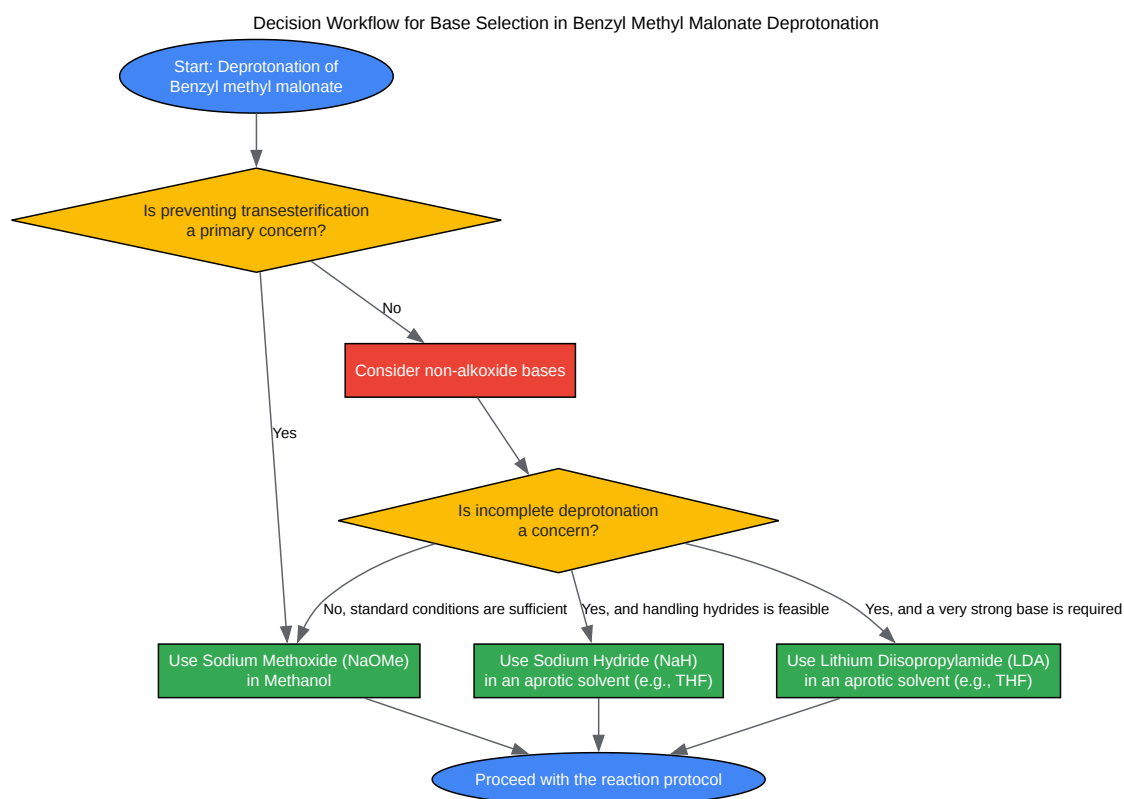 Decision Workflow for Base Selection in Benzyl Methyl Malonate Deprotonation
Start: Deprotonation of
Benzyl methyl malonate
Is preventing transesterification
a primary concern?
No
Consider non-alkoxide bases
Yes
Is incomplete deprotonation
a concern?
No, standard conditions are sufficient
Yes, and handling hydrides is feasible
Yes, and a very strong base is required
Use Sodium Methoxide (NaOMe)
in Methanol
Use Sodium Hydride (NaH)
in an aprotic solvent (e.g., THF)
Use Lithium Diisopropylamide (LDA)
in an aprotic solvent (e.g., THF)
Proceed with the reaction protocol